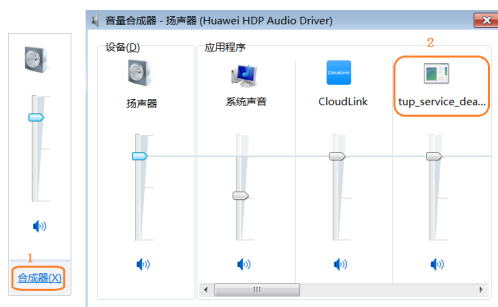 1
合成器(X)
音量合成器 - 扬声器 (Huawei HDP Audio Driver)
设备(D)
应用程序
2
CloudLink
扬声器
系统声音
CloudLink
tup_service_dea...